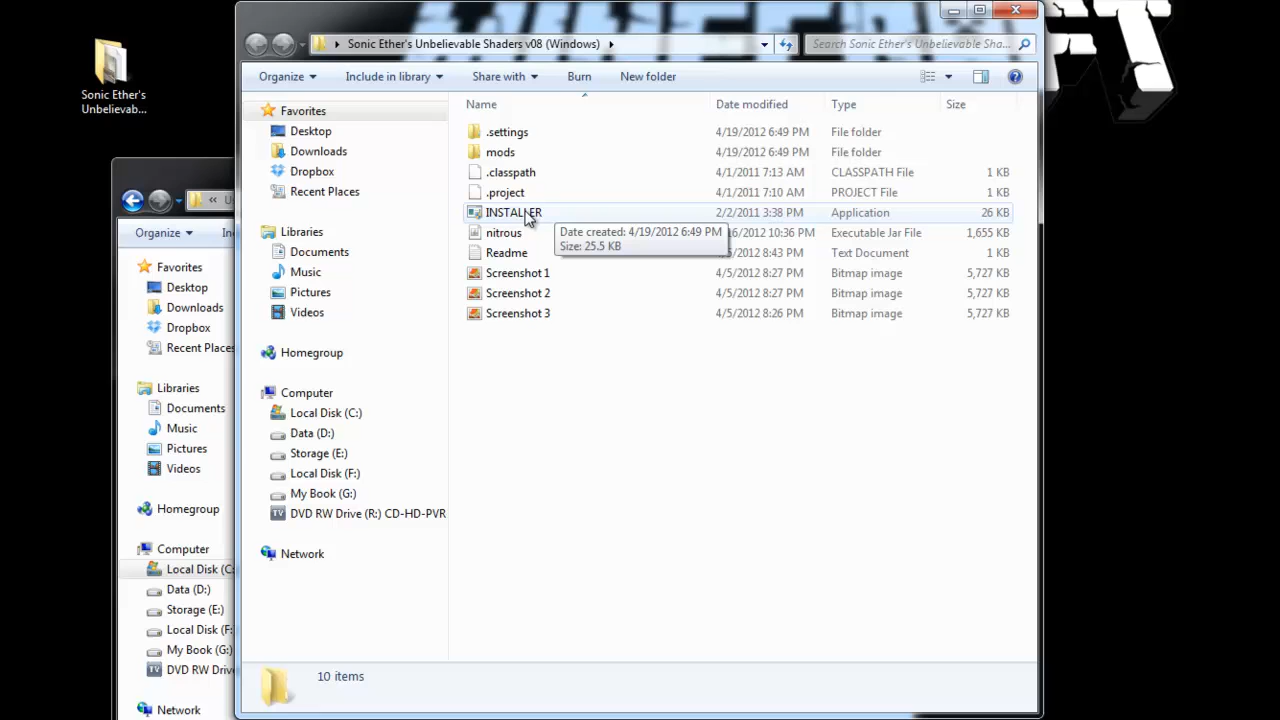 MINECRAFT
Sonic Ether's
Unbelievab...
Sonic Ether's Unbelievable Shaders v08 (Windows)
Search Sonic Ether's Unbelievable Sha...
Organize
Include in library
Share with
Burn
New folder
Name
Date modified
Type
Size
.settings 4/19/2012 6:49 PM File folder
mods 4/19/2012 6:49 PM File folder
.classpath 4/1/2011 7:13 AM CLASSPATH File 1 KB
.project 4/1/2011 7:10 AM PROJECT File 1 KB
INSTALLER 2/2/2011 3:38 PM Application 26 KB
nitrous 16/2012 10:36 PM Executable Jar File 1,655 KB
Readme 8:43 PM Text Document 1 KB
Screenshot 1 4/5/2012 8:27 PM Bitmap image 5,727 KB
Screenshot 2 4/5/2012 8:27 PM Bitmap image 5,727 KB
Screenshot 3 4/5/2012 8:26 PM Bitmap image 5,727 KB
Date created: 4/19/2012 6:49 PM
Size: 25.5 KB
Favorites
Desktop
Downloads
Dropbox
Recent Places
Libraries
Documents
Music
Pictures
Videos
Homegroup
Computer
Local Disk (C:)
Data (D:)
Storage (E:)
Local Disk (F:)
My Book (G:)
DVD RW Drive (R:) CD-HD-PVR
Network
10 items
« U
Organize
In
Favorites
Desktop
Downloads
Dropbox
Recent Places
Libraries
Documents
Music
Pictures
Videos
Homegroup
Computer
Local Disk (C:
Data (D:)
Storage (E:)
Local Disk (F:
My Book (G:)
DVD RW Drive
Network